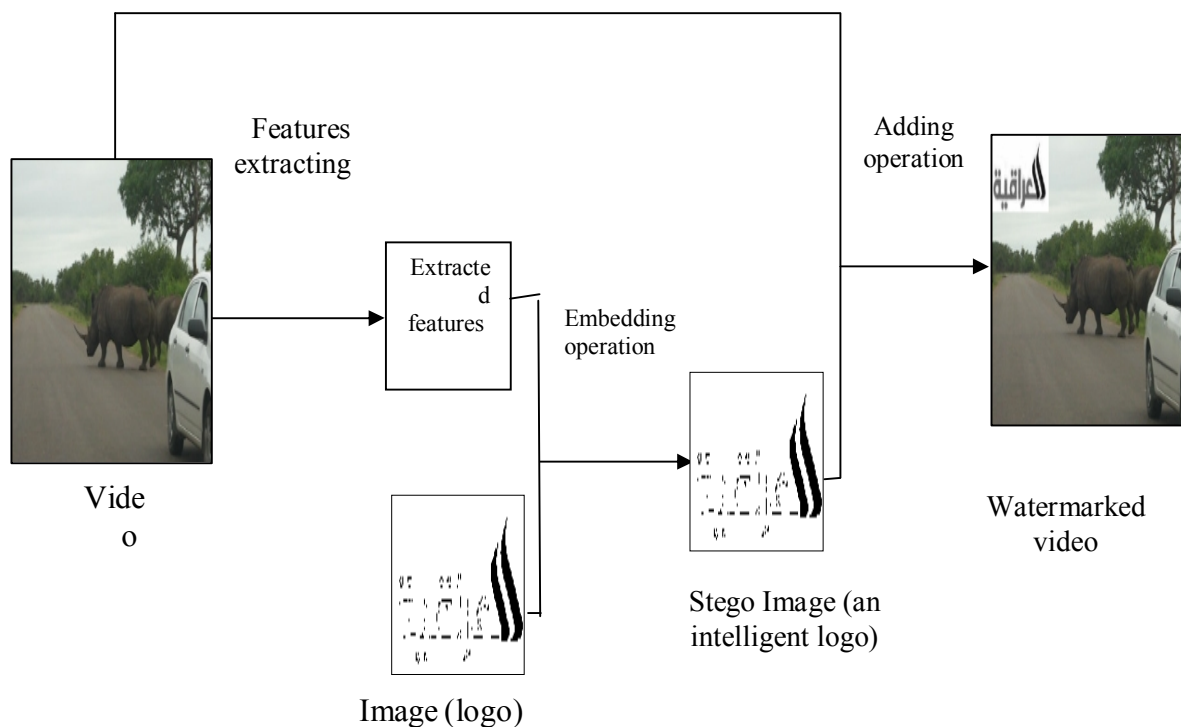 Features
extracting
Adding
operation
العراقية
Extracte
d
features
Embedding
operation
Vide
o
Watermarked
video
Stego Image (an
intelligent logo)
Image (logo)